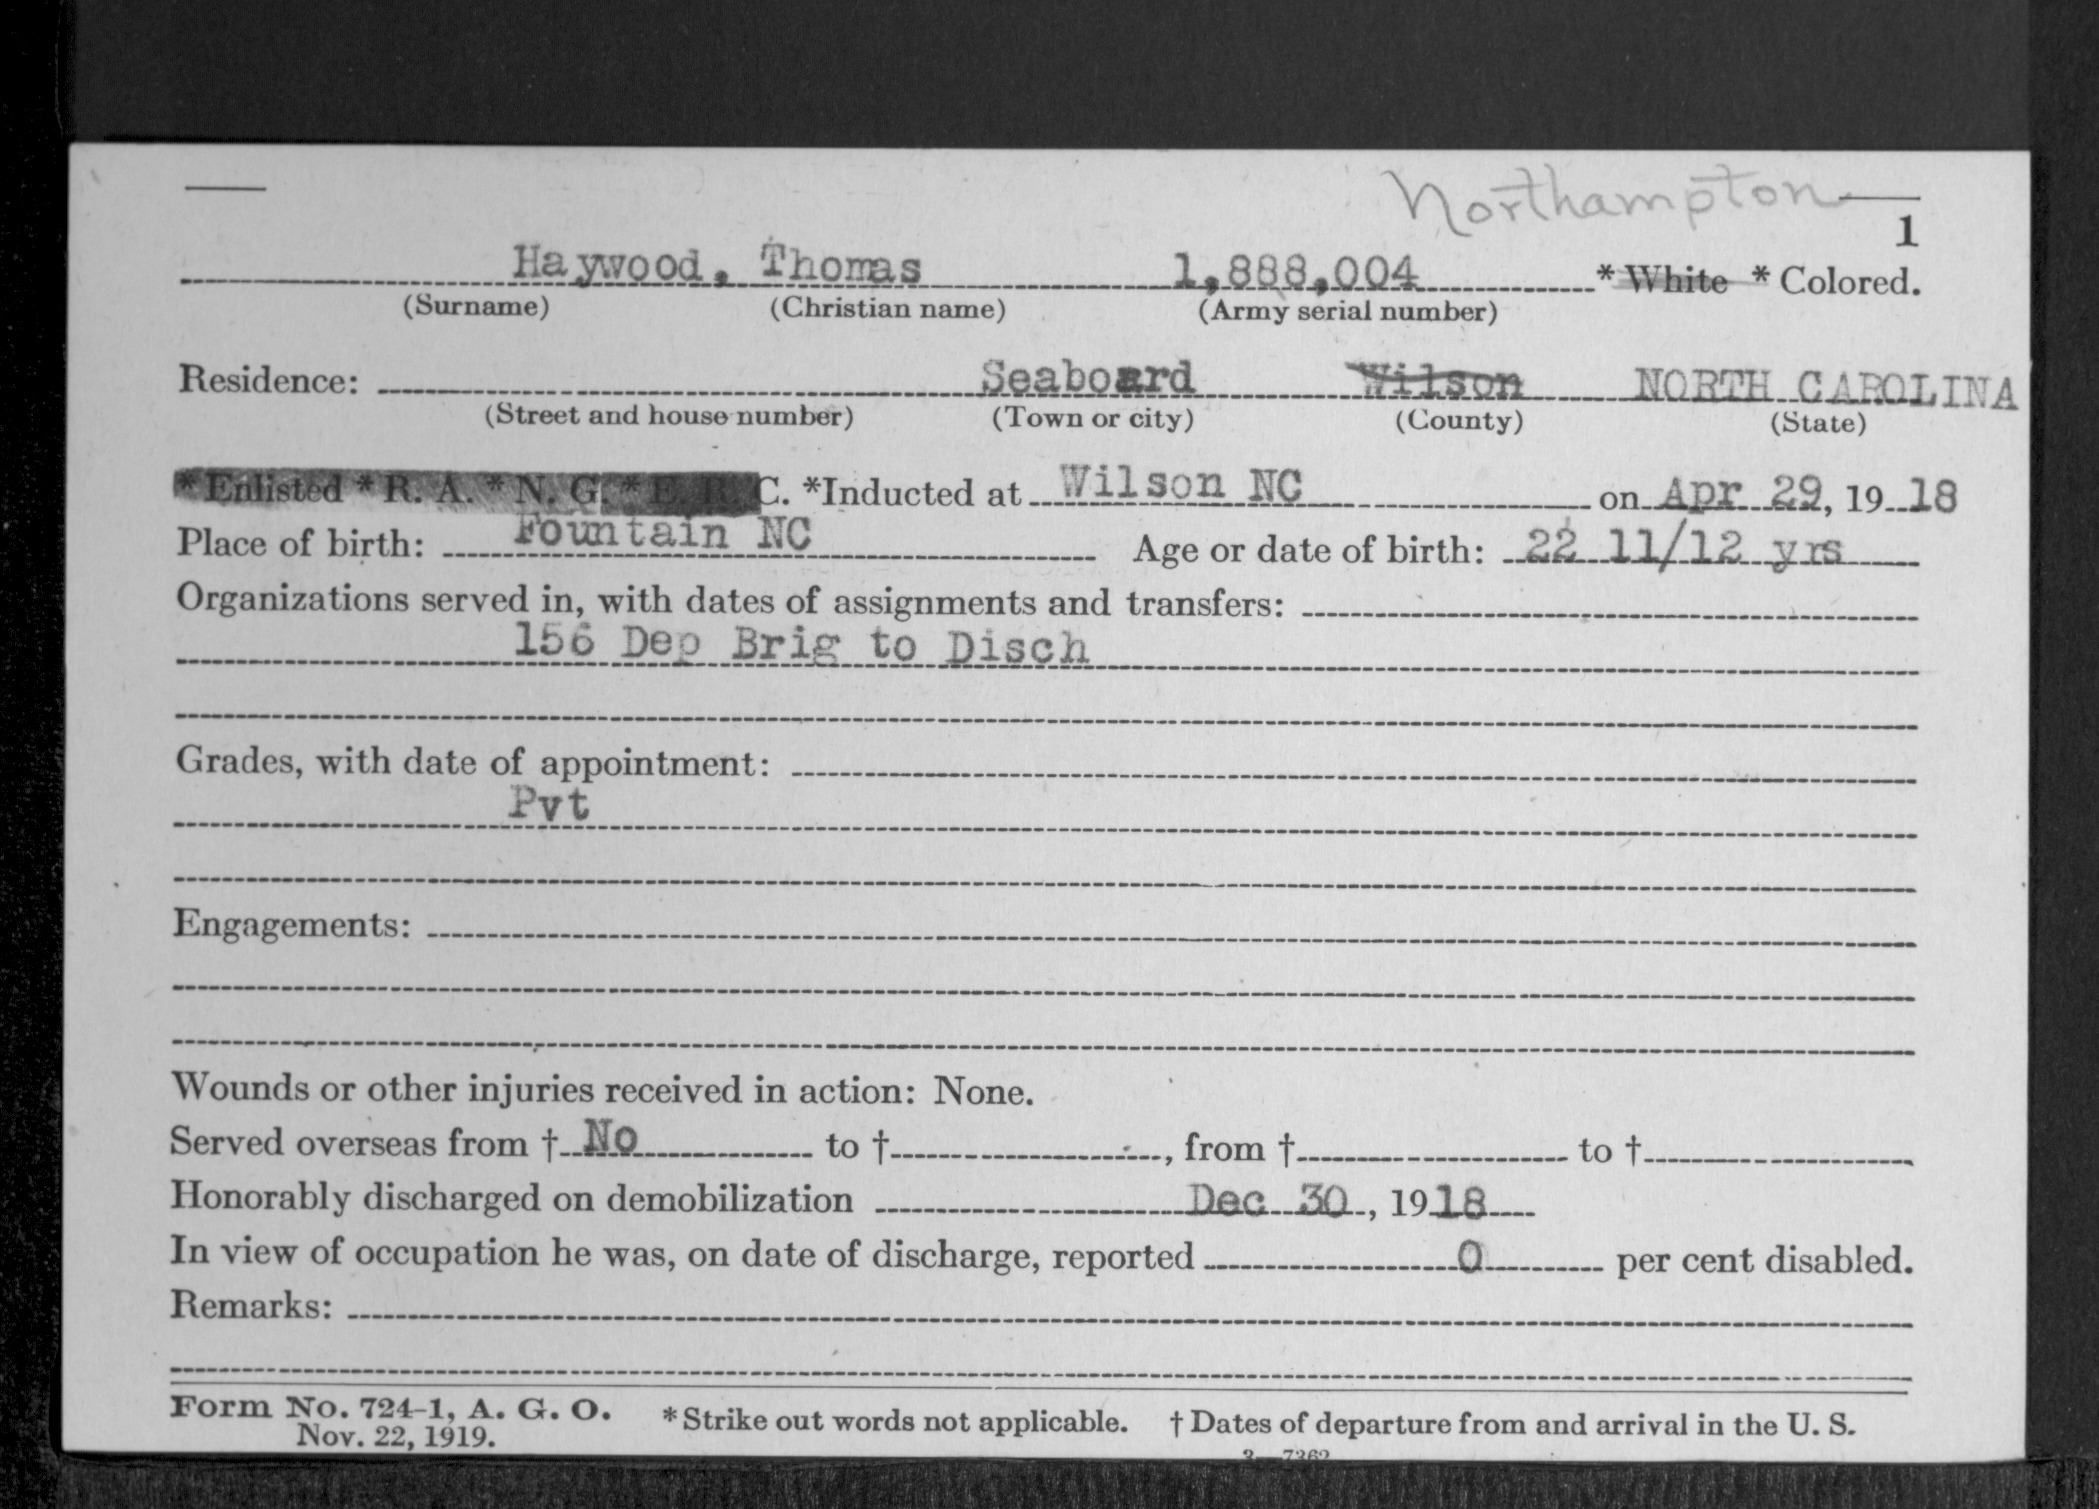 Northampton
1
Haywood, Thomas 1,888,004 * White * Colored.
(Surname) (Christian name) (Army serial number)
Residence: Seaboard Wilson NORTH CAROLINA
(Street and house number) (Town or city) (County) (State)
* Enlisted * R. A. * N. G. * E. R. C. *Inducted at Wilson NC on Apr 29, 19 18
Place of birth: Fountain NC Age or date of birth: 22 11/12 yrs
Organizations served in, with dates of assignments and transfers:
156 Dep Brig to Disch
Grades, with date of appointment:
Pvt
Engagements:
Wounds or other injuries received in action: None.
Served overseas from † No to † , from † to †
Honorably discharged on demobilization Dec 30 , 19 18
In view of occupation he was, on date of discharge, reported 0 per cent disabled.
Remarks:
Form No. 724-1, A. G. O. * Strike out words not applicable. † Dates of departure from and arrival in the U. S.
Nov. 22, 1919.
3—7362